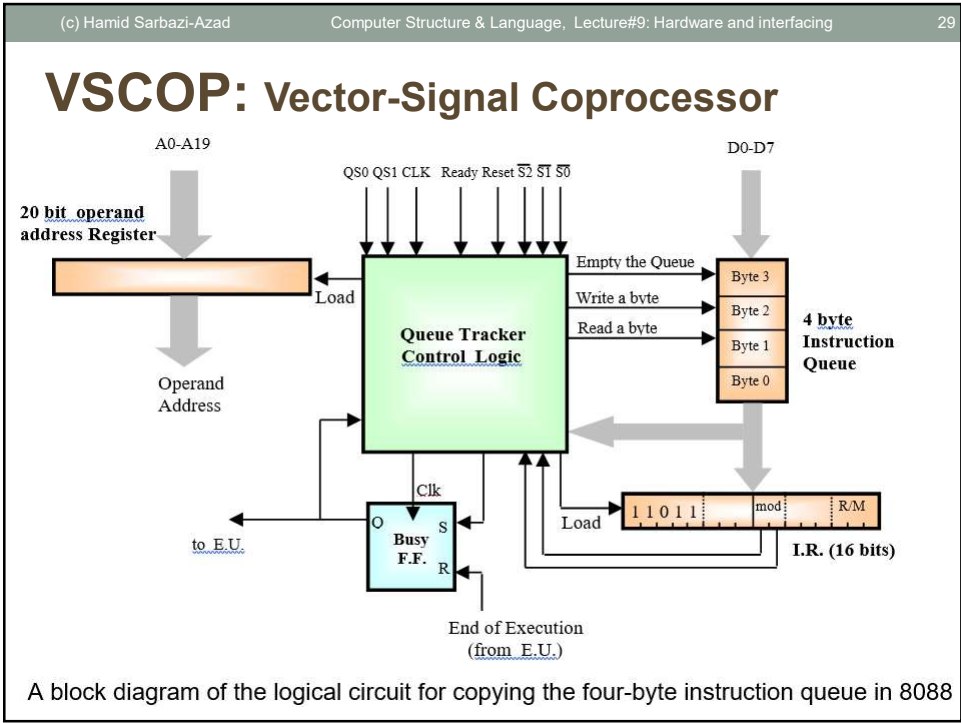 (c) Hamid Sarbazi-Azad Computer Structure & Language, Lecture#9: Hardware and interfacing 29
VSCOP: Vector-Signal Coprocessor
A0-A19
D0-D7
QS0 QS1 CLK Ready Reset S̅2̅ S̅1̅ S̅0̅
20 bit operand
address Register
Load
Empty the Queue
Write a byte
Read a byte
Queue Tracker
Control Logic
Byte 3
Byte 2
Byte 1
Byte 0
4 byte
Instruction
Queue
Operand
Address
Clk
Q
S
R
Busy
F.F.
to E.U.
Load
1 1 0 1 1 mod R/M
I.R. (16 bits)
End of Execution
(from E.U.)
A block diagram of the logical circuit for copying the four-byte instruction queue in 8088